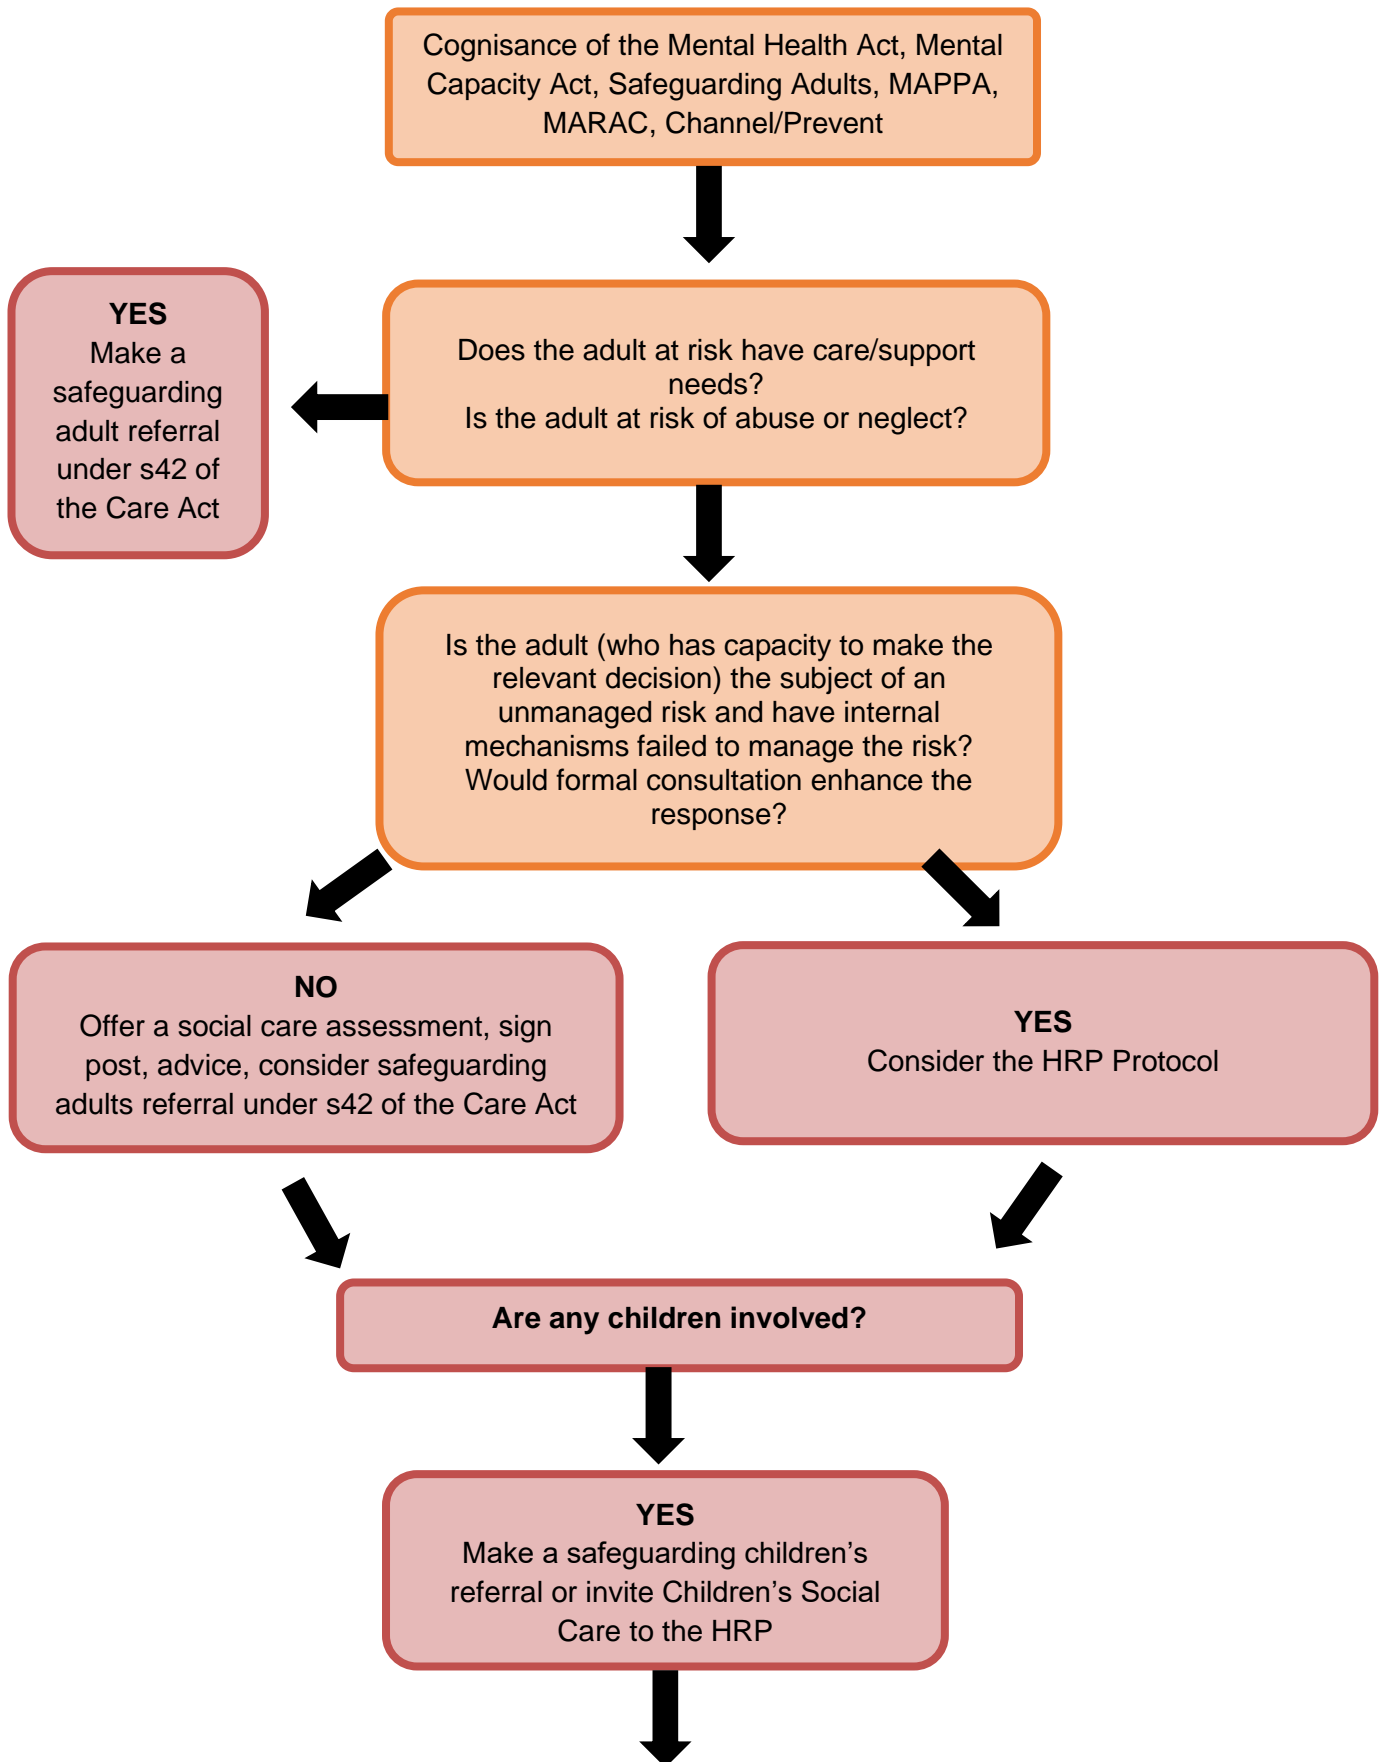 Cognisance of the Mental Health Act, Mental
Capacity Act, Safeguarding Adults, MAPPA,
MARAC, Channel/Prevent
YES
Make a
safeguarding
adult referral
under s42 of
the Care Act
Does the adult at risk have care/support
needs?
Is the adult at risk of abuse or neglect?
Is the adult (who has capacity to make the
relevant decision) the subject of an
unmanaged risk and have internal
mechanisms failed to manage the risk?
Would formal consultation enhance the
response?
NO
Offer a social care assessment, sign
post, advice, consider safeguarding
adults referral under s42 of the Care Act
YES
Consider the HRP Protocol
Are any children involved?
YES
Make a safeguarding children’s
referral or invite Children’s Social
Care to the HRP